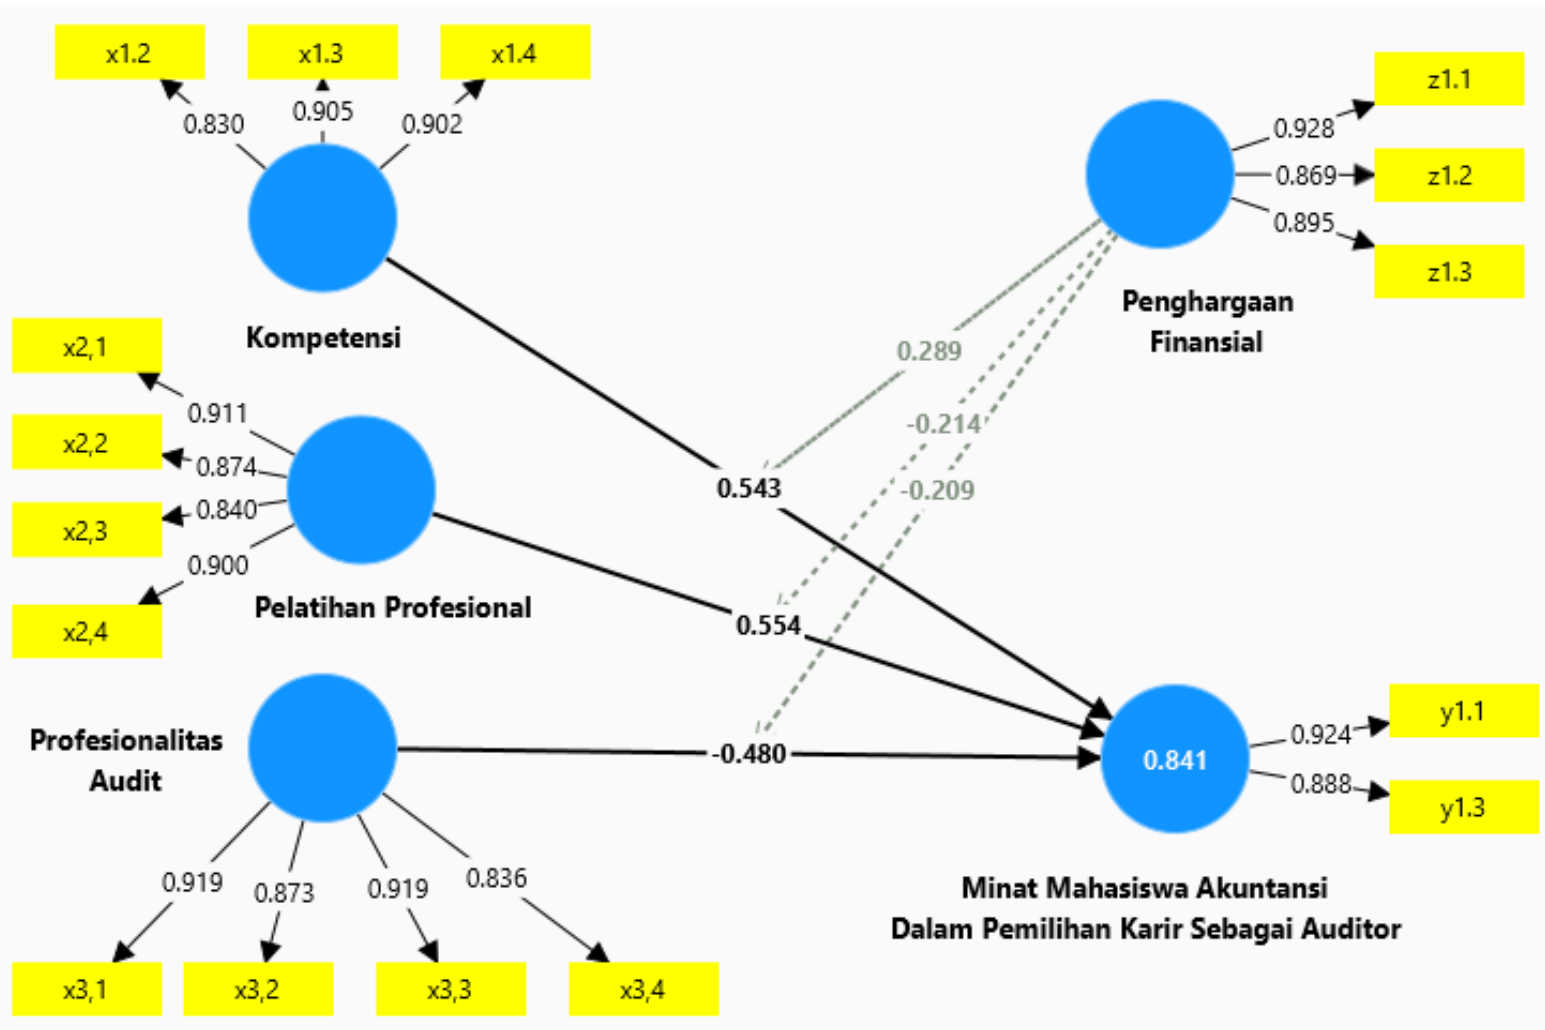 x1.2
x1.3
x1.4
0.830
0.905
0.902
Kompetensi
z1.1
z1.2
z1.3
0.928
0.869
0.895
Penghargaan
Finansial
x2,1
x2,2
x2,3
x2,4
0.911
0.874
0.840
0.900
Pelatihan Profesional
0.289
-0.214
-0.209
0.543
0.554
-0.480
Profesionalitas
Audit
0.919
0.873
0.919
0.836
x3,1
x3,2
x3,3
x3,4
0.841
0.924
0.888
y1.1
y1.3
Minat Mahasiswa Akuntansi
Dalam Pemilihan Karir Sebagai Auditor